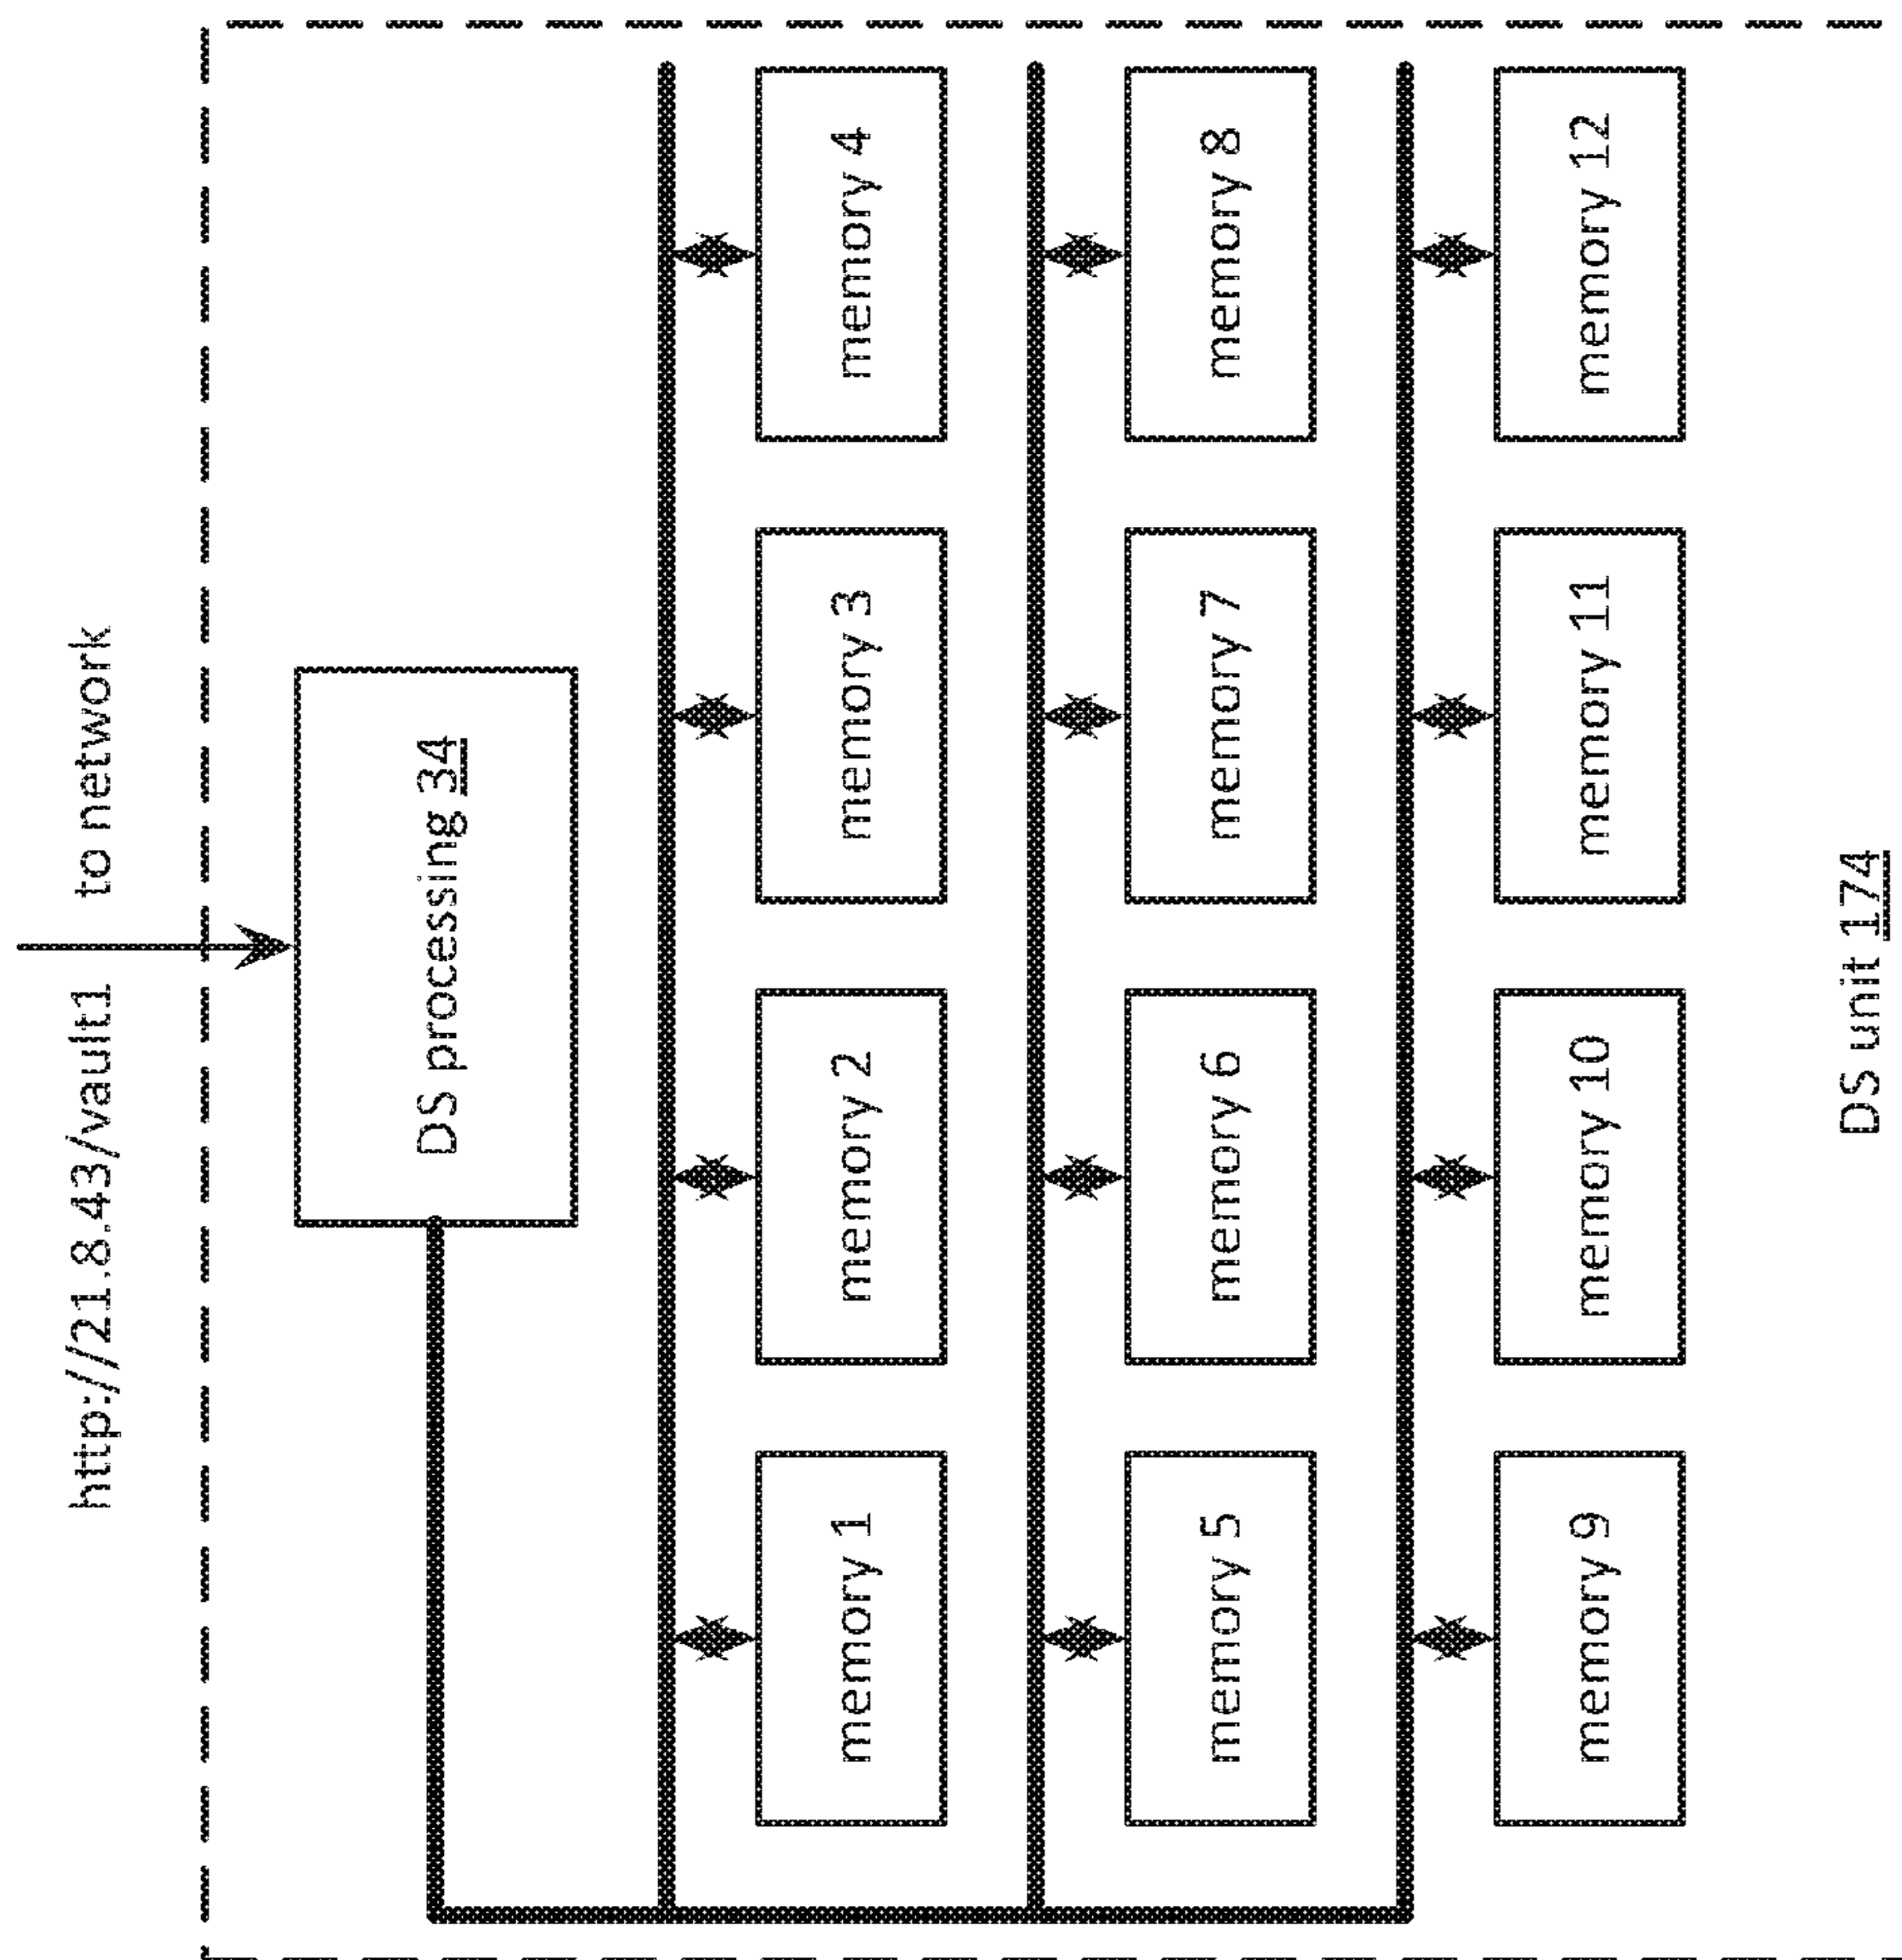 http://21.8.43/vault1 to network
DS processing 34
memory 1 memory 2 memory 3 memory 4
memory 5 memory 6 memory 7 memory 8
memory 9 memory 10 memory 11 memory 12
DS unit 174